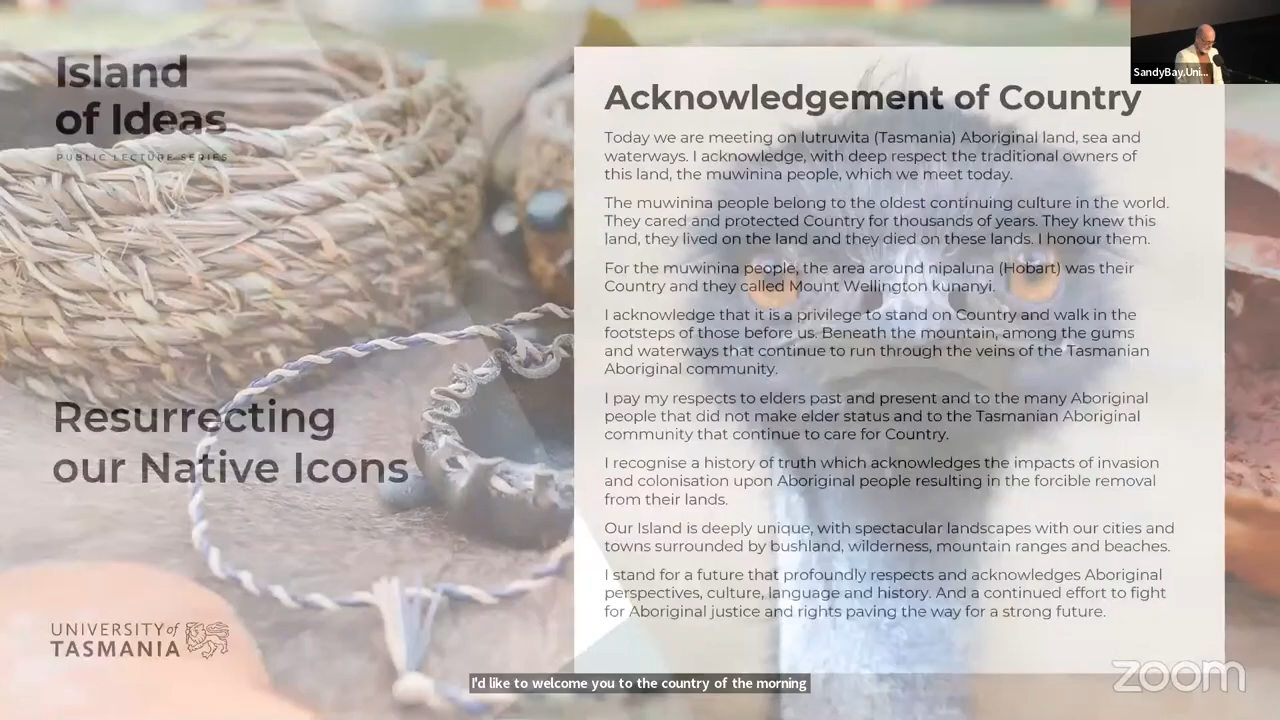 Island
of Ideas
PUBLIC LECTURE SERIES
Resurrecting
our Native Icons
UNIVERSITY of
TASMANIA
Acknowledgement of Country
Today we are meeting on lutruwita (Tasmania) Aboriginal land, sea and
waterways. I acknowledge, with deep respect the traditional owners of
this land, the muwinina people, which we meet today.
The muwinina people belong to the oldest continuing culture in the world.
They cared and protected Country for thousands of years. They knew this
land, they lived on the land and they died on these lands. I honour them.
For the muwinina people, the area around nipaluna (Hobart) was their
Country and they called Mount Wellington kunanyi.
I acknowledge that it is a privilege to stand on Country and walk in the
footsteps of those before us. Beneath the mountain, among the gums
and waterways that continue to run through the veins of the Tasmanian
Aboriginal community.
I pay my respects to elders past and present and to the many Aboriginal
people that did not make elder status and to the Tasmanian Aboriginal
community that continue to care for Country.
I recognise a history of truth which acknowledges the impacts of invasion
and colonisation upon Aboriginal people resulting in the forcible removal
from their lands.
Our Island is deeply unique, with spectacular landscapes with our cities and
towns surrounded by bushland, wilderness, mountain ranges and beaches.
I stand for a future that profoundly respects and acknowledges Aboriginal
perspectives, culture, language and history. And a continued effort to fight
for Aboriginal justice and rights paving the way for a strong future.
SandyBay.Uni...
zoom
I'd like to welcome you to the country of the morning